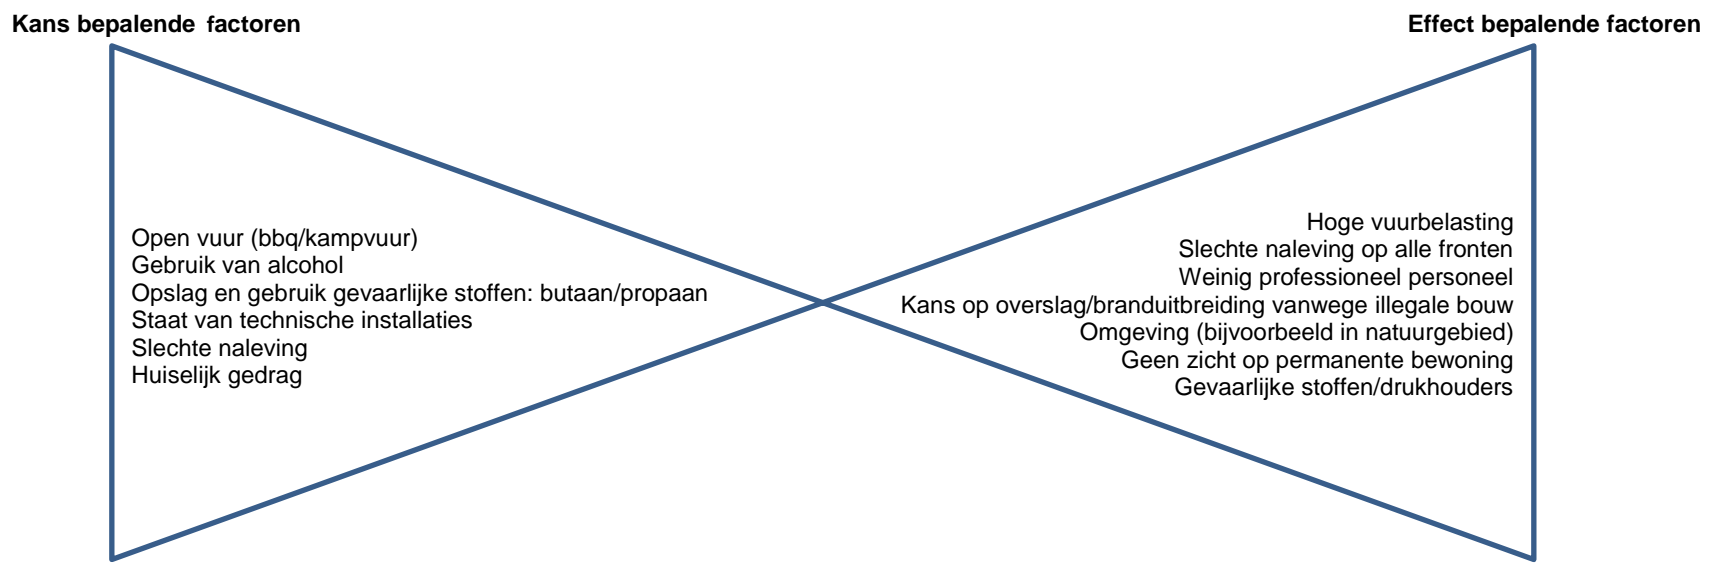 Kans bepalende factoren
Effect bepalende factoren
Open vuur (bbq/kampvuur)
Gebruik van alcohol
Opslag en gebruik gevaarlijke stoffen: butaan/propaan
Staat van technische installaties
Slechte naleving
Huiselijk gedrag
Hoge vuurbelasting
Slechte naleving op alle fronten
Weinig professioneel personeel
Kans op overslag/branduitbreiding vanwege illegale bouw
Omgeving (bijvoorbeeld in natuurgebied)
Geen zicht op permanente bewoning
Gevaarlijke stoffen/drukhouders